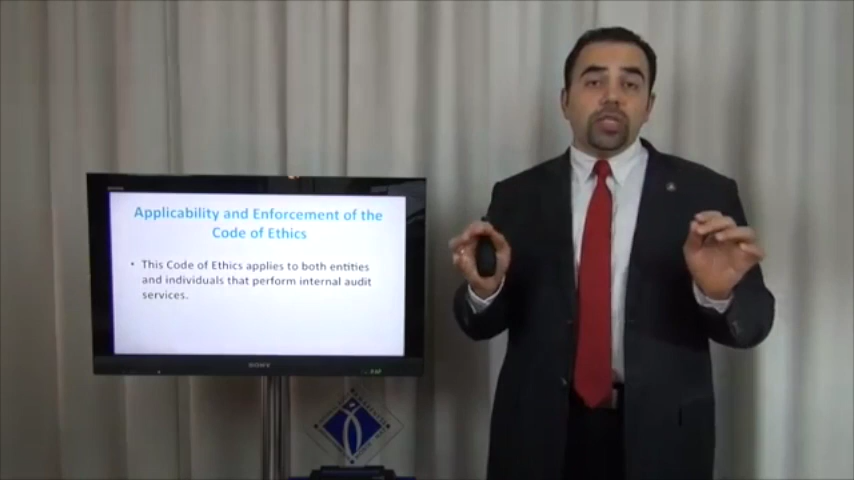 Applicability and Enforcement of the
Code of Ethics
• This Code of Ethics applies to both entities
and individuals that perform internal audit
services.
SONY